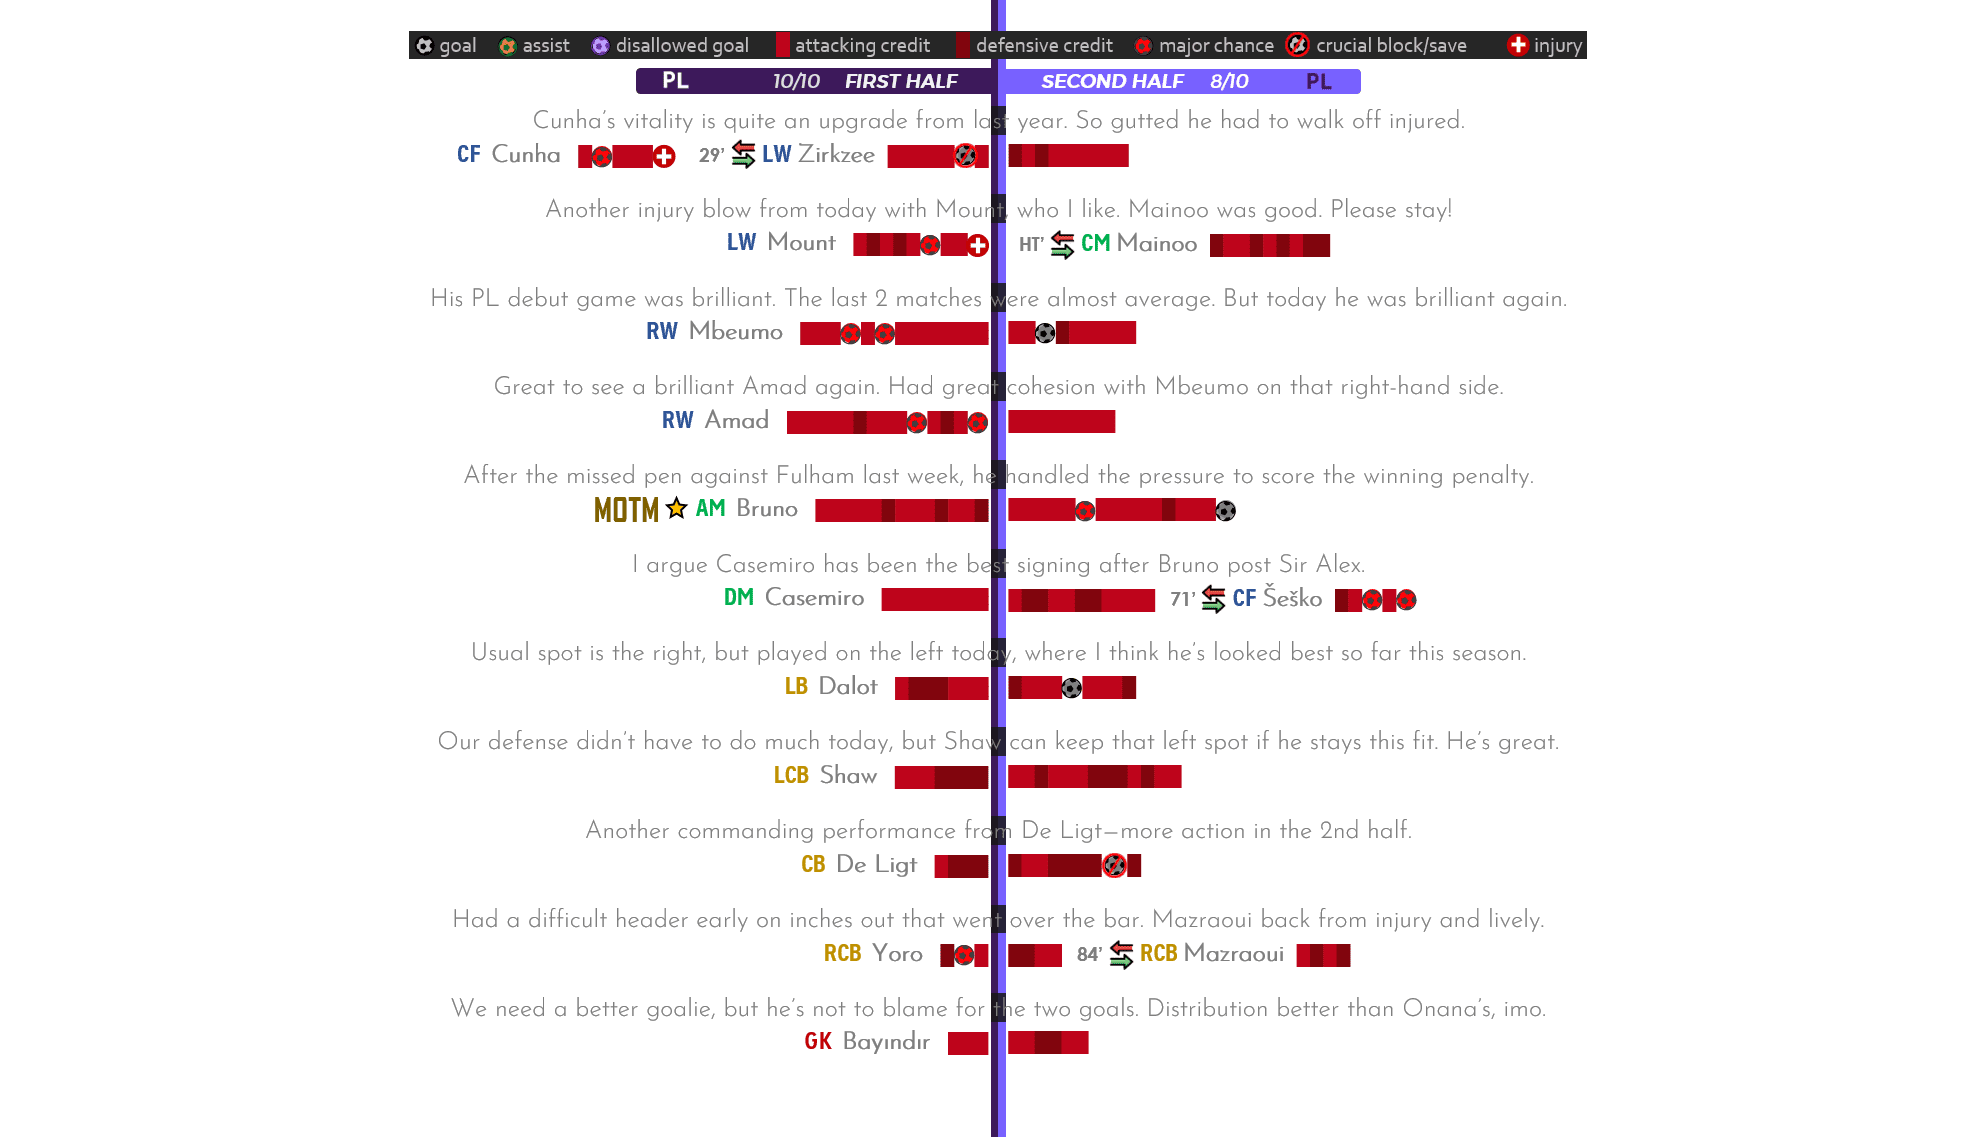 goal assist disallowed goal attacking credit defensive credit major chance crucial block/save injury
PL 10/10 FIRST HALF SECOND HALF 8/10 PL
Cunha's vitality is quite an upgrade from last year. So gutted he had to walk off injured.
CF Cunha 29' LW Zirkzee
Another injury blow from today with Mount, who I like. Mainoo was good. Please stay!
LW Mount HT' CM Mainoo
His PL debut game was brilliant. The last 2 matches were almost average. But today he was brilliant again.
RW Mbeumo
Great to see a brilliant Amad again. Had great cohesion with Mbeumo on that right-hand side.
RW Amad
After the missed pen against Fulham last week, he handled the pressure to score the winning penalty.
MOTM AM Bruno
I argue Casemiro has been the best signing after Bruno post Sir Alex.
DM Casemiro 71' CF Šeško
Usual spot is the right, but played on the left today, where I think he's looked best so far this season.
LB Dalot
Our defense didn't have to do much today, but Shaw can keep that left spot if he stays this fit. He's great.
LCB Shaw
Another commanding performance from De Ligt—more action in the 2nd half.
CB De Ligt
Had a difficult header early on inches out that went over the bar. Mazraoui back from injury and lively.
RCB Yoro 84' RCB Mazraoui
We need a better goalie, but he's not to blame for the two goals. Distribution better than Onana's, imo.
GK Bayındır